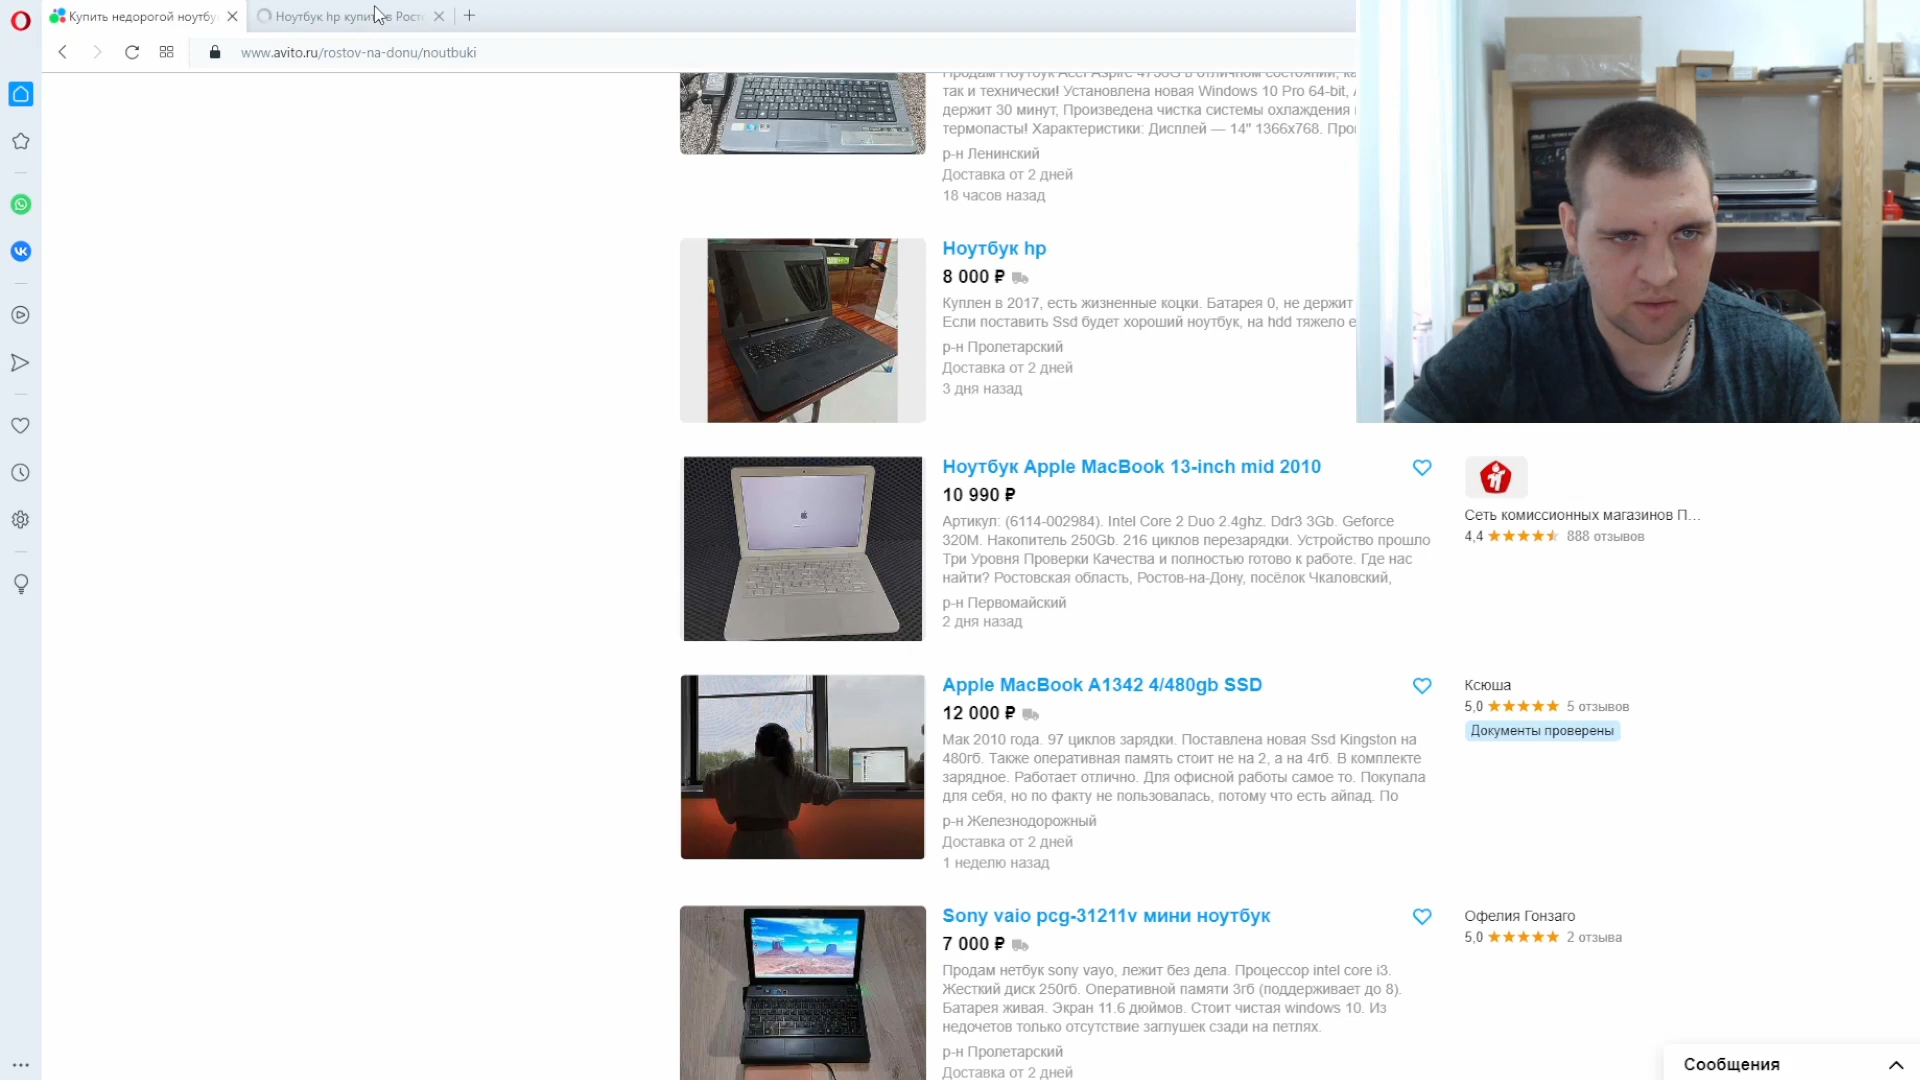 Купить недорогой ноутбу
Ноутбук hp купить в Рост
www.avito.ru/rostov-na-donu/noutbuki
Продам Ноутбук Acer Aspire 4736G в отличном состоянии, ка
так и технически! Установлена новая Windows 10 Pro 64-bit,
держит 30 минут, Произведена чистка системы охлаждения
термопасты! Характеристики: Дисплей — 14" 1366x768.
р-н Ленинский
Доставка от 2 дней
18 часов назад
Ноутбук hp
8 000 ₽
Куплен в 2017, есть жизненные коцки. Батарея 0, не держит
Если поставить Ssd будет хороший ноутбук, на hdd тяжело
р-н Пролетарский
Доставка от 2 дней
3 дня назад
Ноутбук Apple MacBook 13-inch mid 2010
10 990 ₽
Артикул: (6114-002984). Intel Core 2 Duo 2.4ghz. Ddr3 3Gb. Geforce
320M. Накопитель 250Gb. 216 циклов перезарядки. Устройство прошло
Три Уровня Проверки Качества и полностью готово к работе. Где нас
найти? Ростовская область, Ростов-на-Дону, посёлок Чкаловский,
р-н Первомайский
2 дня назад
Сеть комиссионных магазинов П...
4,4 888 отзывов
Apple MacBook A1342 4/480gb SSD
12 000 ₽
Мак 2010 года. 97 циклов зарядки. Поставлена новая Ssd Kingston на
480гб. Также оперативная память стоит не на 2, а на 4гб. В комплекте
зарядное. Работает отлично. Для офисной работы самое то. Покупала
для себя, но по факту не пользовалась, потому что есть айпад. По
р-н Железнодорожный
Доставка от 2 дней
1 неделю назад
Ксюша
5,0 5 отзывов
Документы проверены
Sony vaio pcg-31211v мини ноутбук
7 000 ₽
Продам нетбук sony vayo, лежит без дела. Процессор intel core i3.
Жесткий диск 250гб. Оперативной памяти 3гб (поддерживает до 8).
Батарея живая. Экран 11.6 дюймов. Стоит чистая windows 10. Из
недочетов только отсутствие заглушек сзади на петлях.
р-н Пролетарский
Доставка от 2 дней
Офелия Гонзаго
5,0 2 отзыва
Сообщения